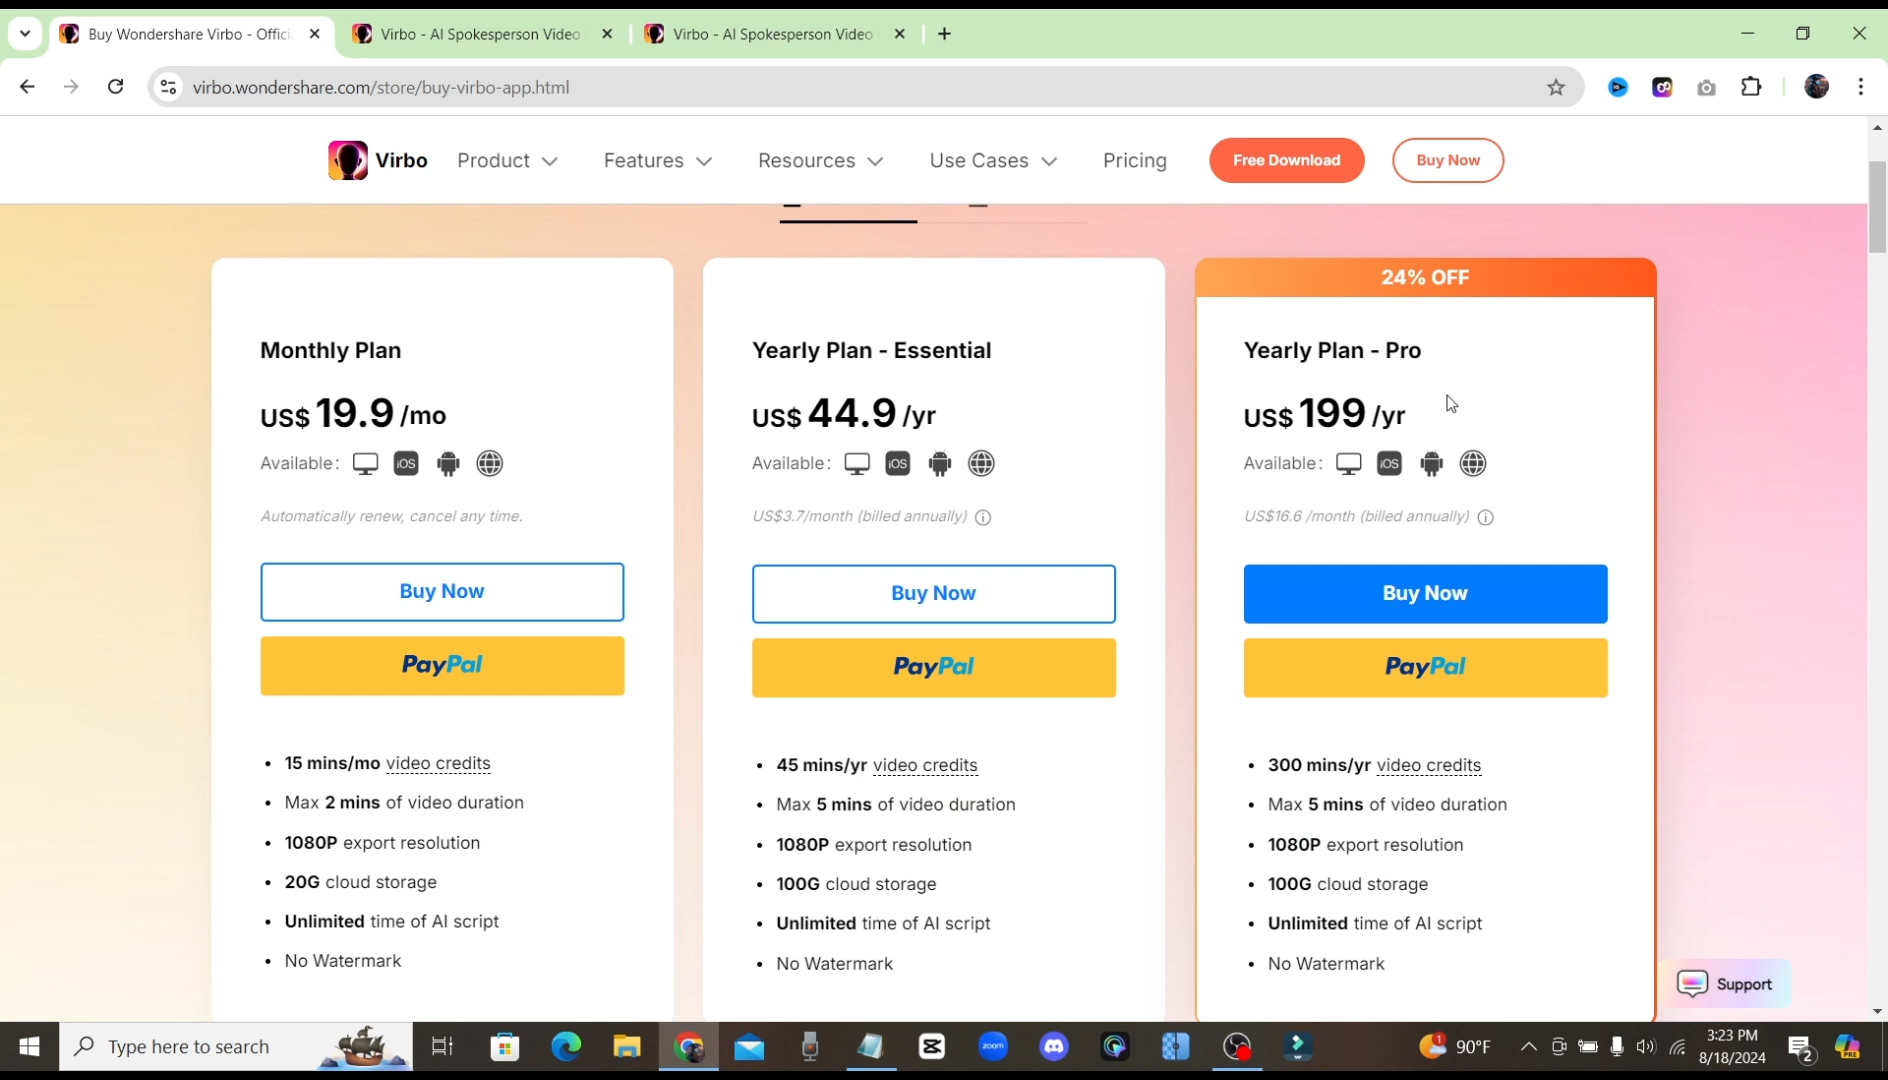 Buy Wondershare Virbo - Offici
Virbo - AI Spokesperson Video
Virbo - AI Spokesperson Video
virbo.wondershare.com/store/buy-virbo-app.html
Virbo
Product
Features
Resources
Use Cases
Pricing
Free Download
Buy Now
Monthly Plan
US$ 19.9 /mo
Available: iOS
Automatically renew, cancel any time.
Buy Now
PayPal
• 15 mins/mo video credits
• Max 2 mins of video duration
• 1080P export resolution
• 20G cloud storage
• Unlimited time of AI script
• No Watermark
Yearly Plan - Essential
US$ 44.9 /yr
Available: iOS
US$3.7/month (billed annually)
Buy Now
PayPal
• 45 mins/yr video credits
• Max 5 mins of video duration
• 1080P export resolution
• 100G cloud storage
• Unlimited time of AI script
• No Watermark
24% OFF
Yearly Plan - Pro
US$ 199 /yr
Available: iOS
US$16.6 /month (billed annually)
Buy Now
PayPal
• 300 mins/yr video credits
• Max 5 mins of video duration
• 1080P export resolution
• 100G cloud storage
• Unlimited time of AI script
• No Watermark
Support
Type here to search
zoom
1
90°F
3:23 PM
8/18/2024
2
PRE